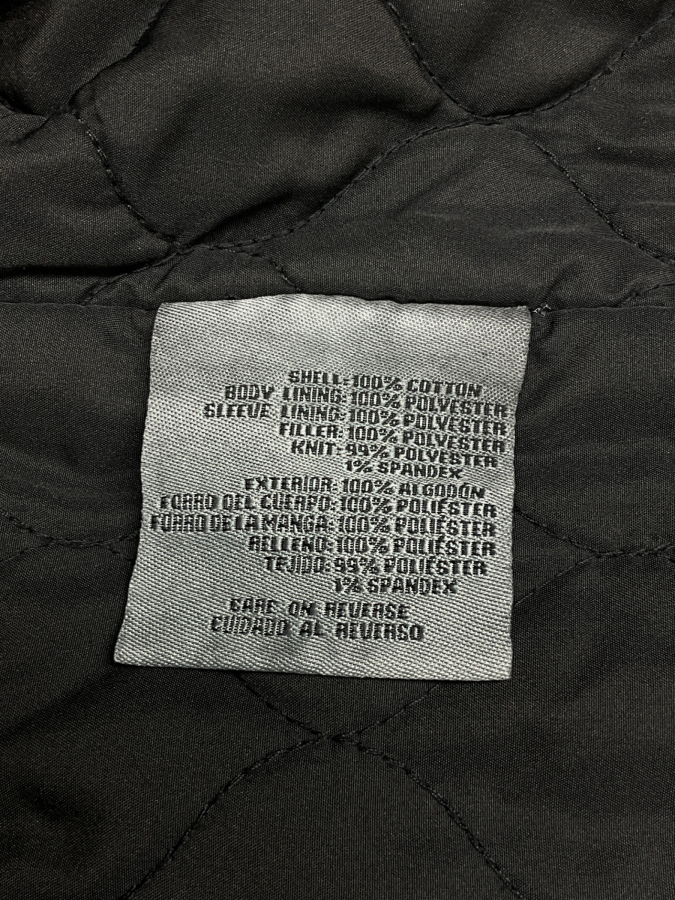 SHELL: 100% COTTON
BODY LINING: 100% POLYESTER
SLEEVE LINING: 100% POLYESTER
FILLER: 100% POLYESTER
KNIT: 99% POLYESTER
1% SPANDEX
EXTERIOR: 100% ALGODÓN
FORRO DEL CUERPO: 100% POLIÉSTER
FORRO DE LA MANGA: 100% POLIÉSTER
RELLENO: 100% POLIÉSTER
TEJIDO: 99% POLIÉSTER
1% SPANDEX
CARE ON REVERSE
CUIDADO AL REVERSO